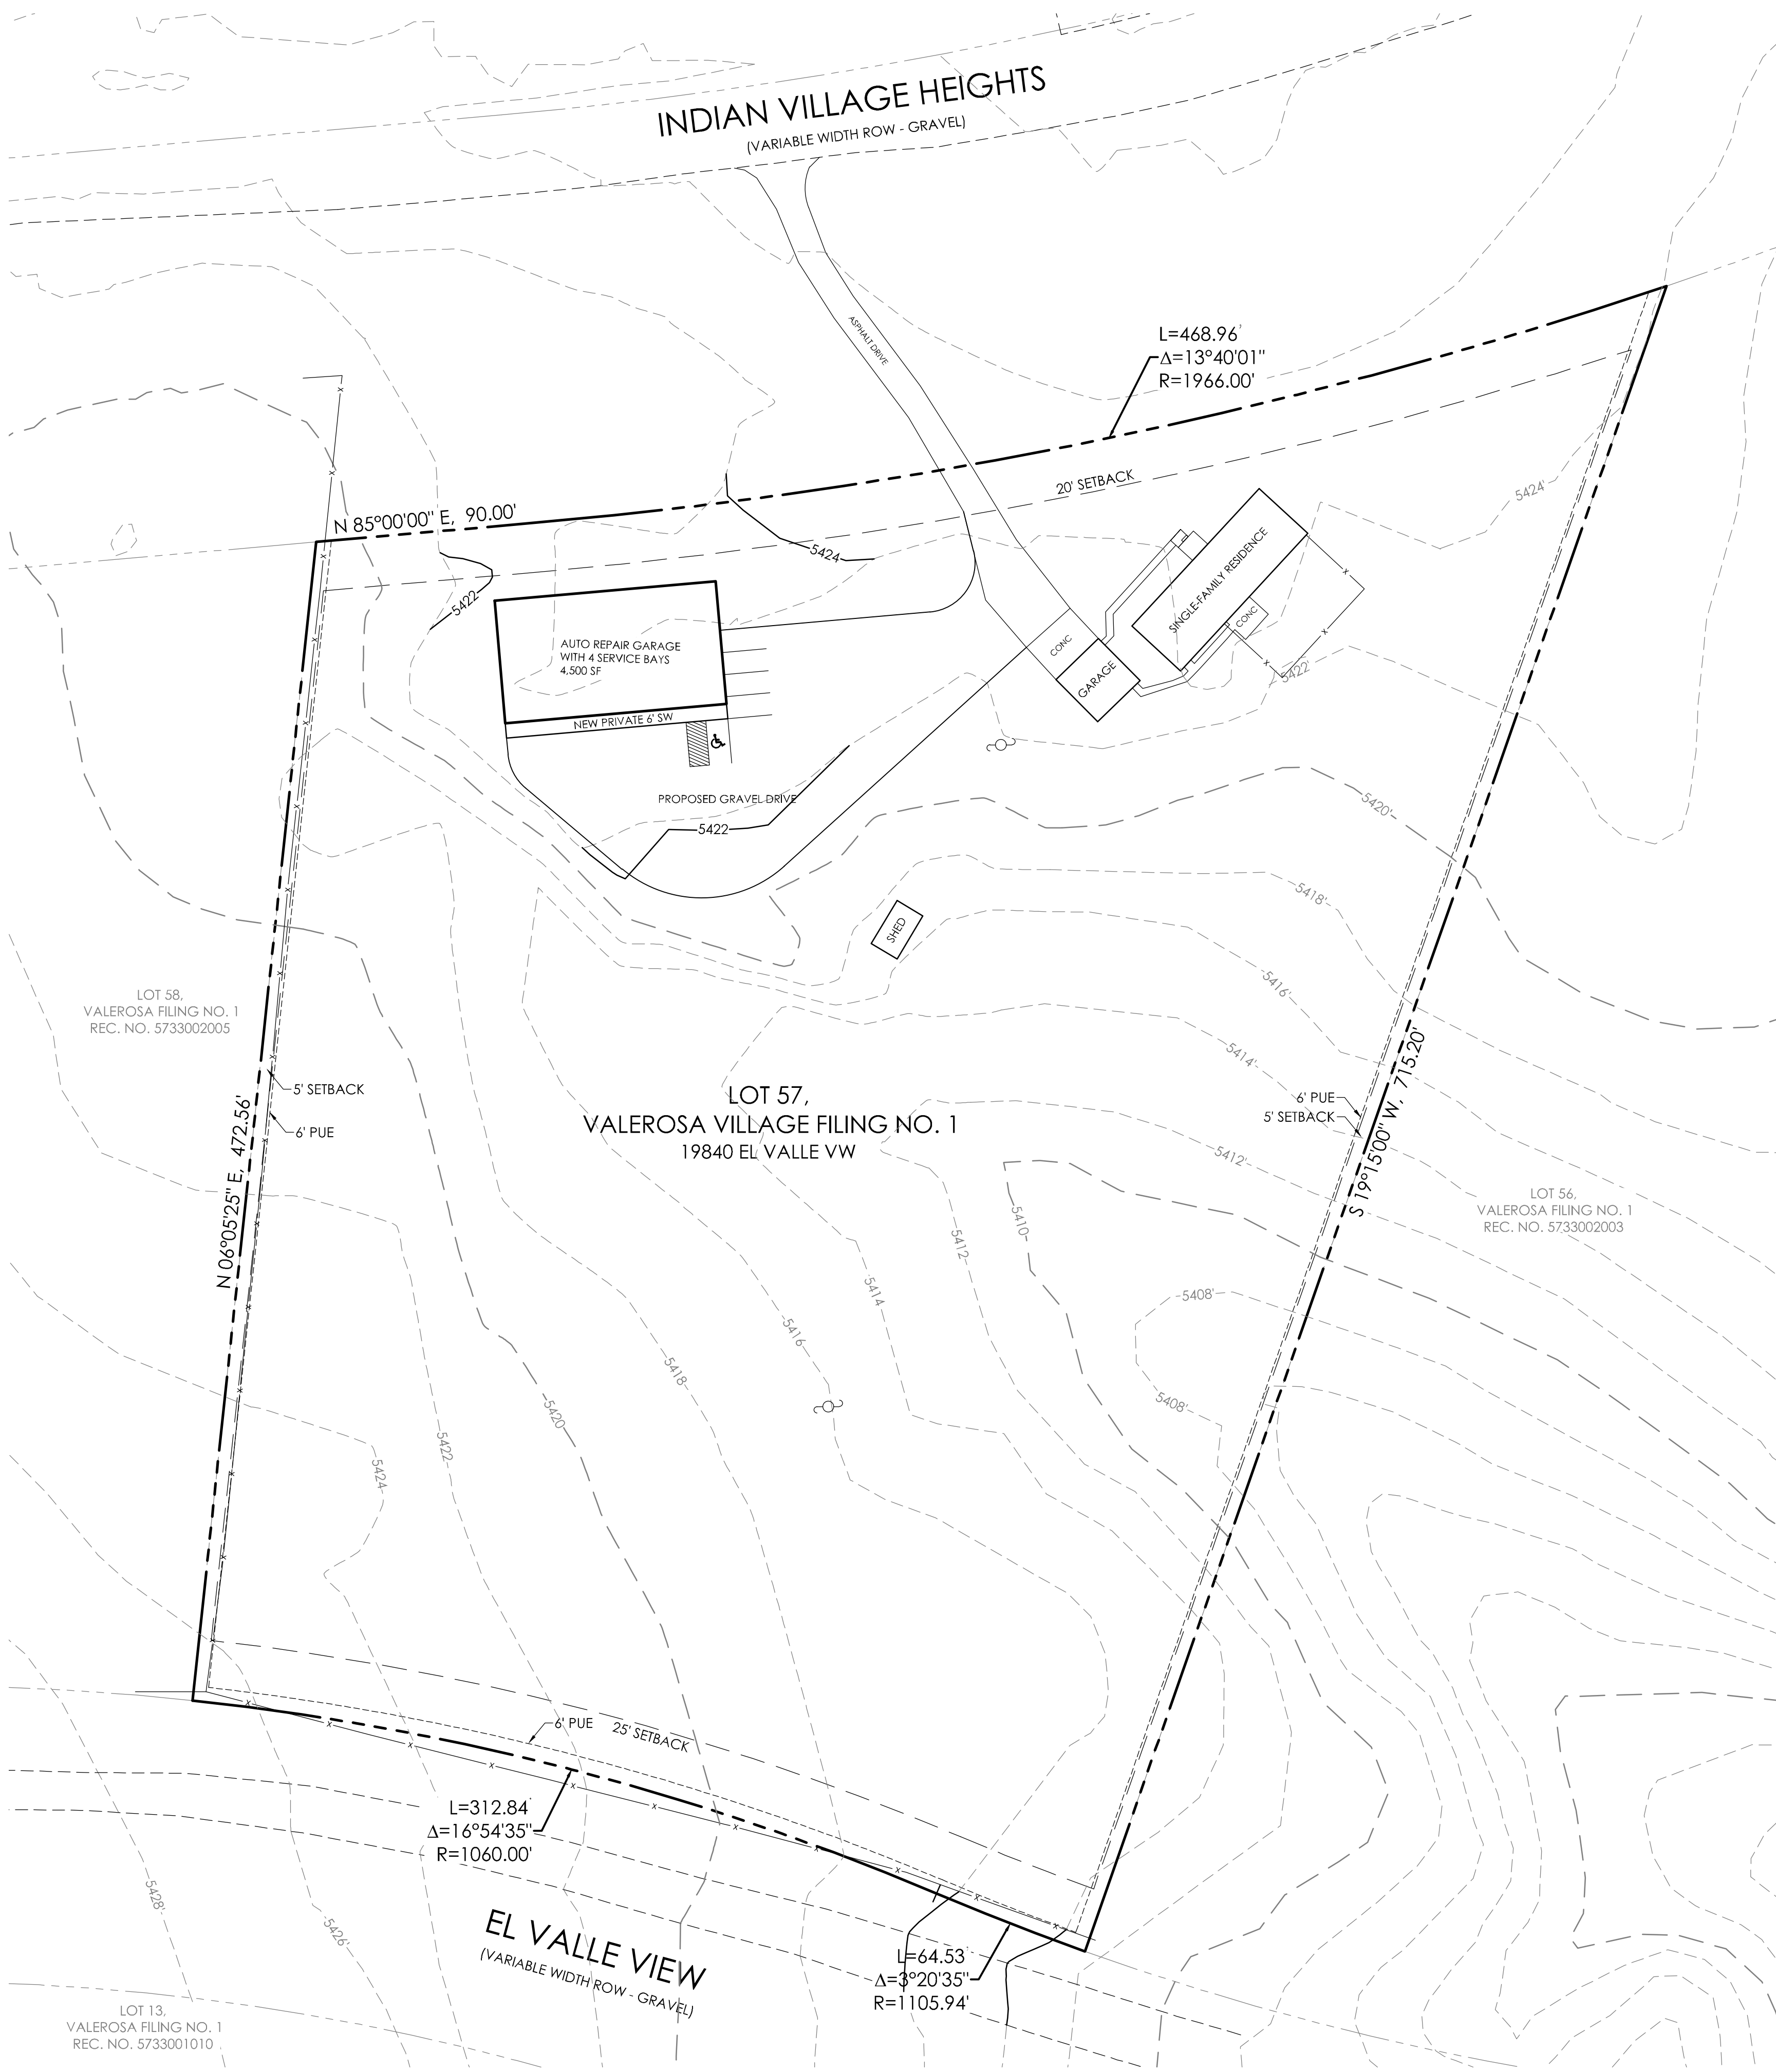 INDIAN VILLAGE HEIGHTS
(VARIABLE WIDTH ROW - GRAVEL)
ASPHALT DRIVE
L=468.96'
Δ=13°40'01"
R=1966.00'
20' SETBACK
5424'
N 85°00'00" E, 90.00'
5424
5422
SINGLE-FAMILY RESIDENCE
CONC
CONC
GARAGE
5422'
AUTO REPAIR GARAGE
WITH 4 SERVICE BAYS
4,500 SF
NEW PRIVATE 6' SW
PROPOSED GRAVEL DRIVE
5422
5420'
5418'
SHED
5416'
LOT 58,
VALEROSA FILING NO. 1
REC. NO. 5733002005
5414'
5' SETBACK
6' PUE
N 06°05'25" E, 472.56'
LOT 57,
VALEROSA VILLAGE FILING NO. 1
19840 EL VALLE VW
6' PUE
5' SETBACK
S 19°15'00" W, 715.20'
5412'
LOT 56,
VALEROSA FILING NO. 1
REC. NO. 5733002003
5410
5412
5414
5408'
5416
5418
5408'
5420
5422
5424
6' PUE
25' SETBACK
L=312.84'
Δ=16°54'35"
R=1060.00'
5428'
5426'
EL VALLE VIEW
(VARIABLE WIDTH ROW - GRAVEL)
L=64.53'
Δ=3°20'35"
R=1105.94'
LOT 13,
VALEROSA FILING NO. 1
REC. NO. 5733001010